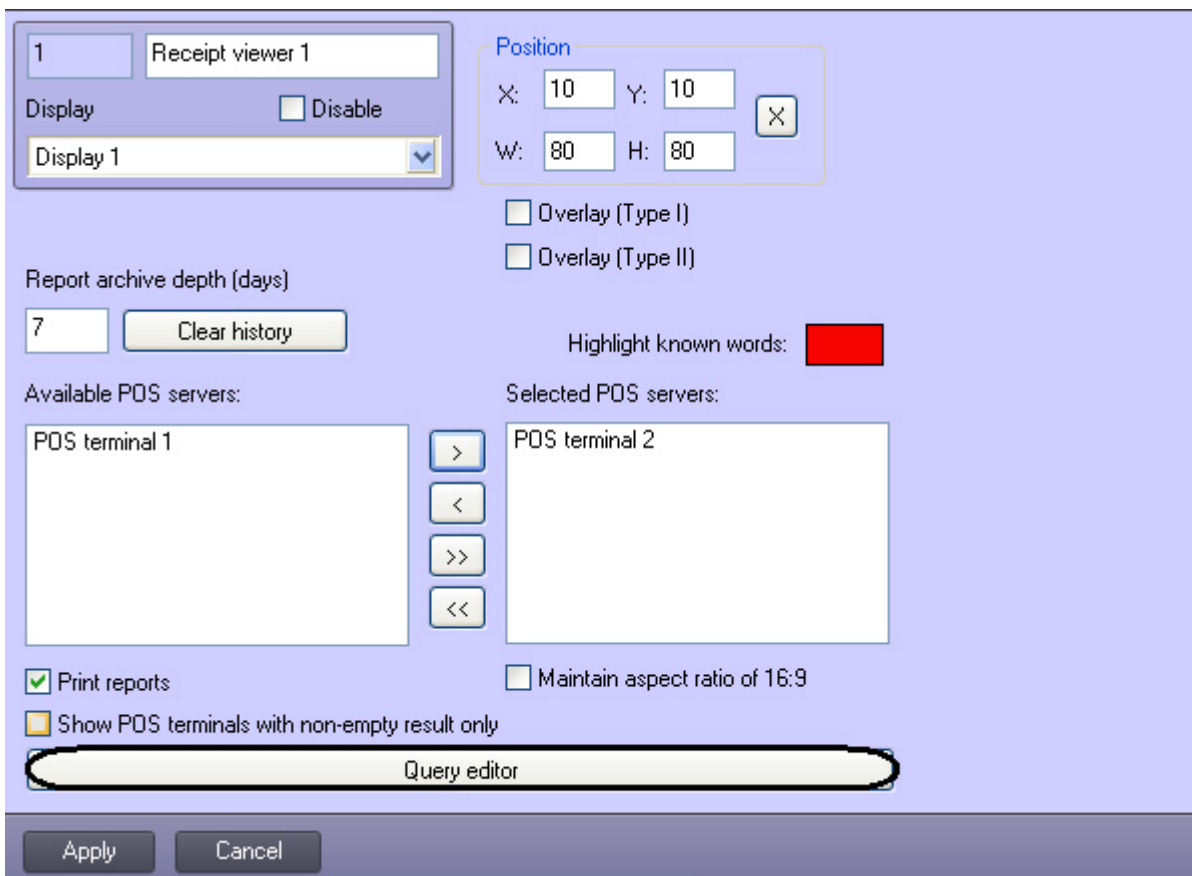 1 Receipt viewer 1
Display Disable
Display 1
Position
X: 10 Y: 10 X
W: 80 H: 80
Overlay (Type I)
Overlay (Type II)
Report archive depth (days)
7 Clear history
Highlight known words:
Available POS servers: Selected POS servers:
POS terminal 1 > POS terminal 2
<
>>
<<
Print reports Maintain aspect ratio of 16:9
Show POS terminals with non-empty result only
Query editor
Apply Cancel